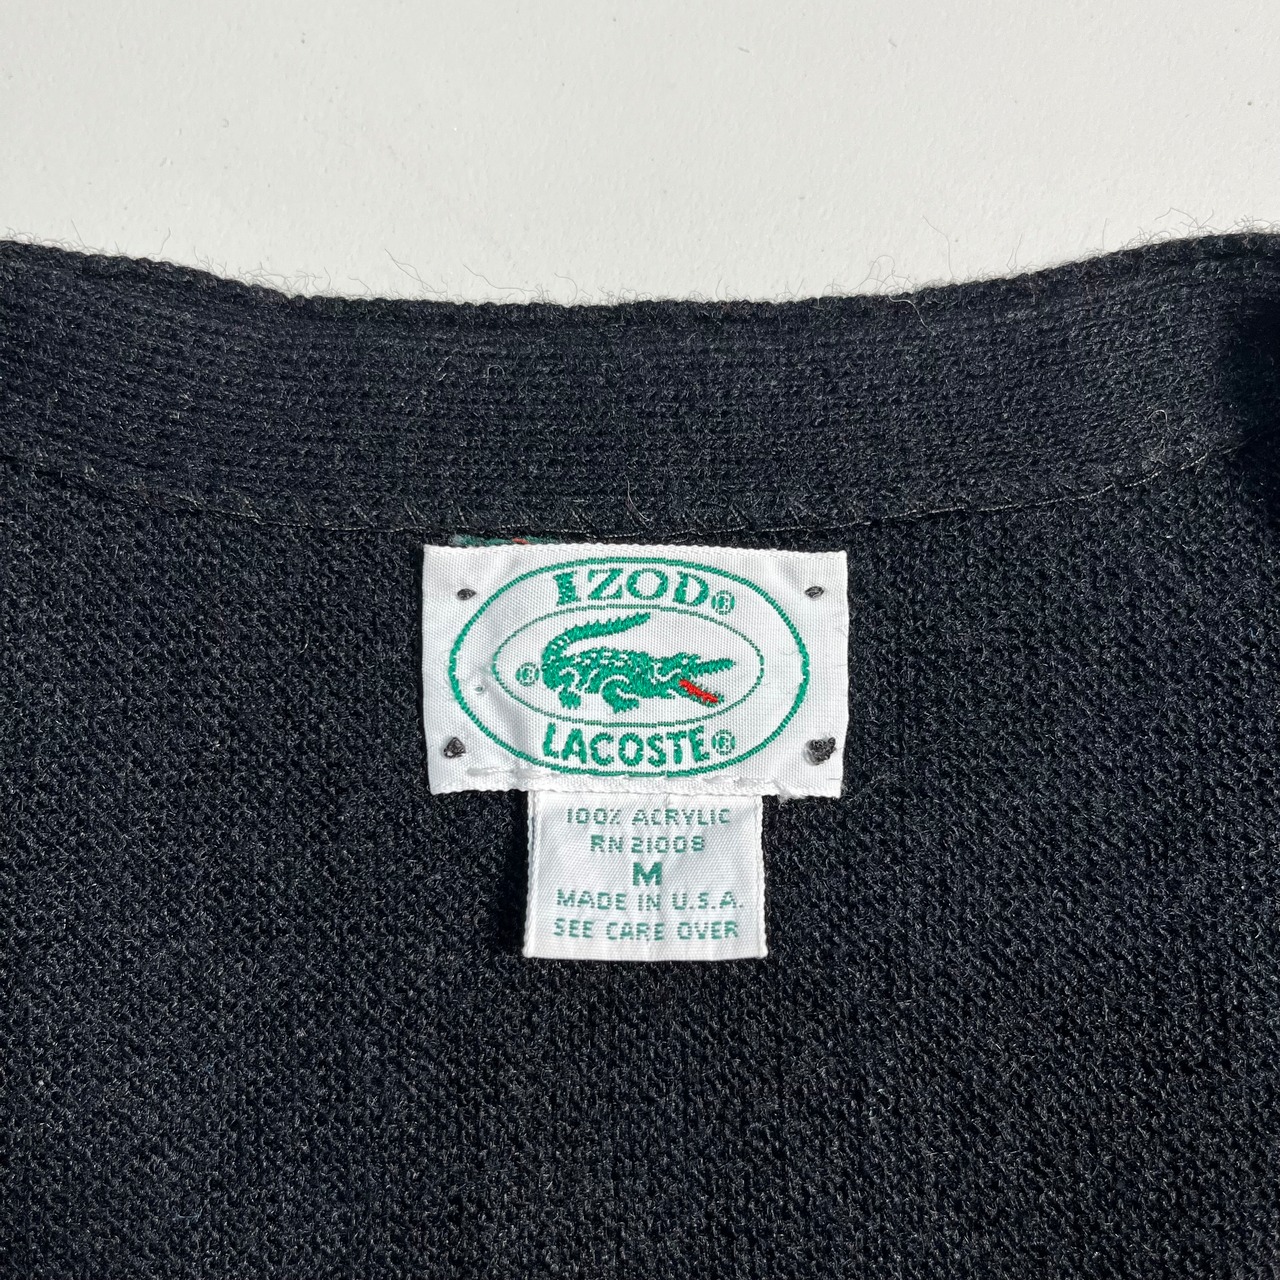 IZOD®
®
LACOSTE®
100% ACRYLIC
RN 21008
M
MADE IN U.S.A.
SEE CARE OVER